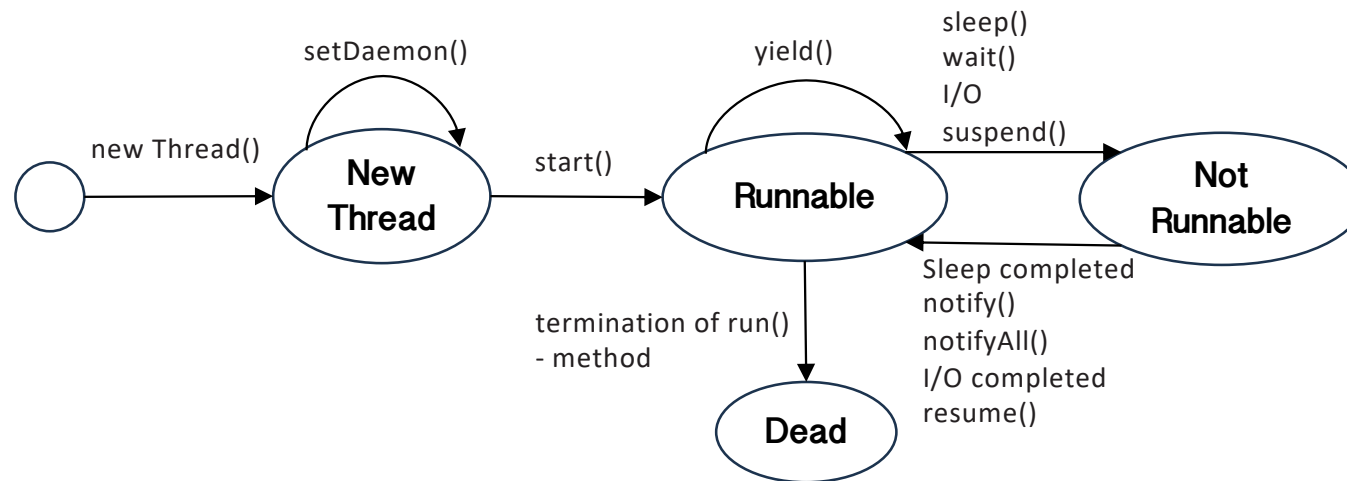 setDaemon()
new Thread()
New
Thread
start()
yield()
Runnable
sleep()
wait()
I/O
suspend()
Not
Runnable
Sleep completed
notify()
notifyAll()
I/O completed
resume()
termination of run()
- method
Dead